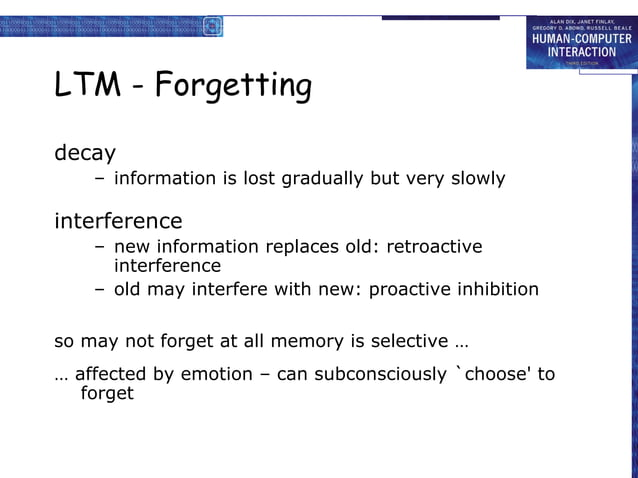 ALAN DIX, JANET FINLAY,
GREGORY D. ABOWD, RUSSELL BEALE
HUMAN-COMPUTER
INTERACTION
THIRD EDITION
LTM - Forgetting
decay
– information is lost gradually but very slowly
interference
– new information replaces old: retroactive
interference
– old may interfere with new: proactive inhibition
so may not forget at all memory is selective …
… affected by emotion – can subconsciously `choose' to
forget